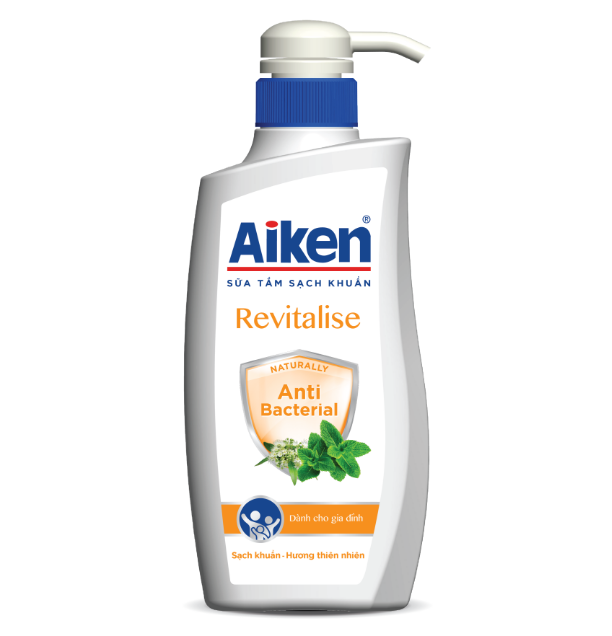 Aiken®
SỮA TẮM SẠCH KHUẨN
Revitalise
NATURALLY
Anti
Bacterial
Dành cho gia đình
Sạch khuẩn - Hương thiên nhiên